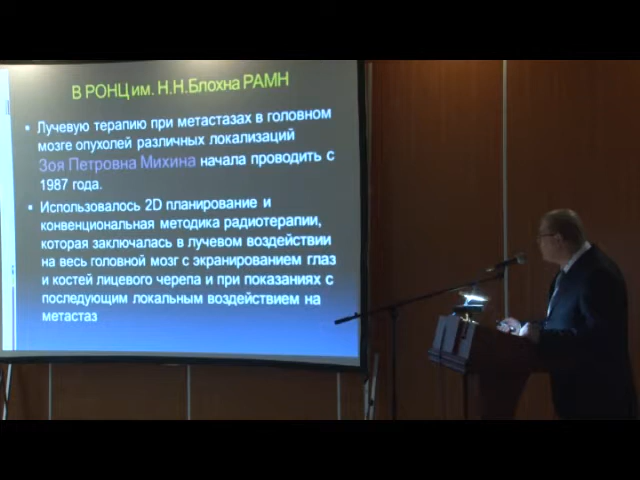 В РОНЦ им. Н.Н.Блохна РАМН
• Лучевую терапию при метастазах в головном
мозге опухолей различных локализаций
Зоя Петровна Михина начала проводить с
1987 года.
• Использовалось 2D планирование и
конвенциональная методика радиотерапии,
которая заключалась в лучевом воздействии
на весь головной мозг с экранированием глаз
и костей лицевого черепа и при показаниях с
последующим локальным воздействием на
метастаз